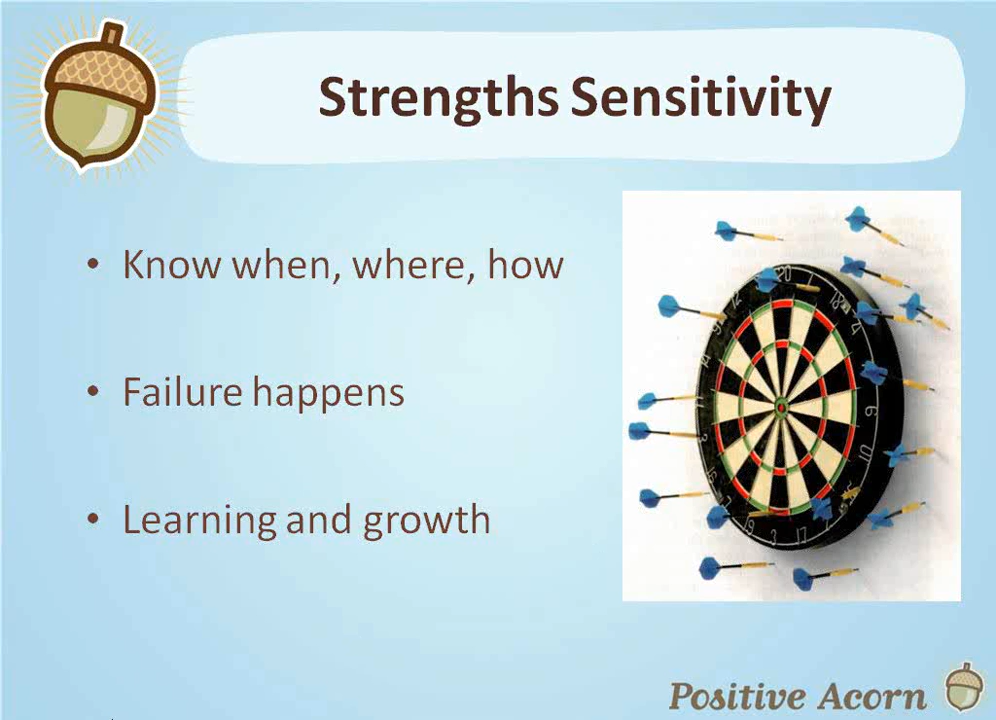 Strengths Sensitivity
• Know when, where, how
• Failure happens
• Learning and growth
Positive Acorn